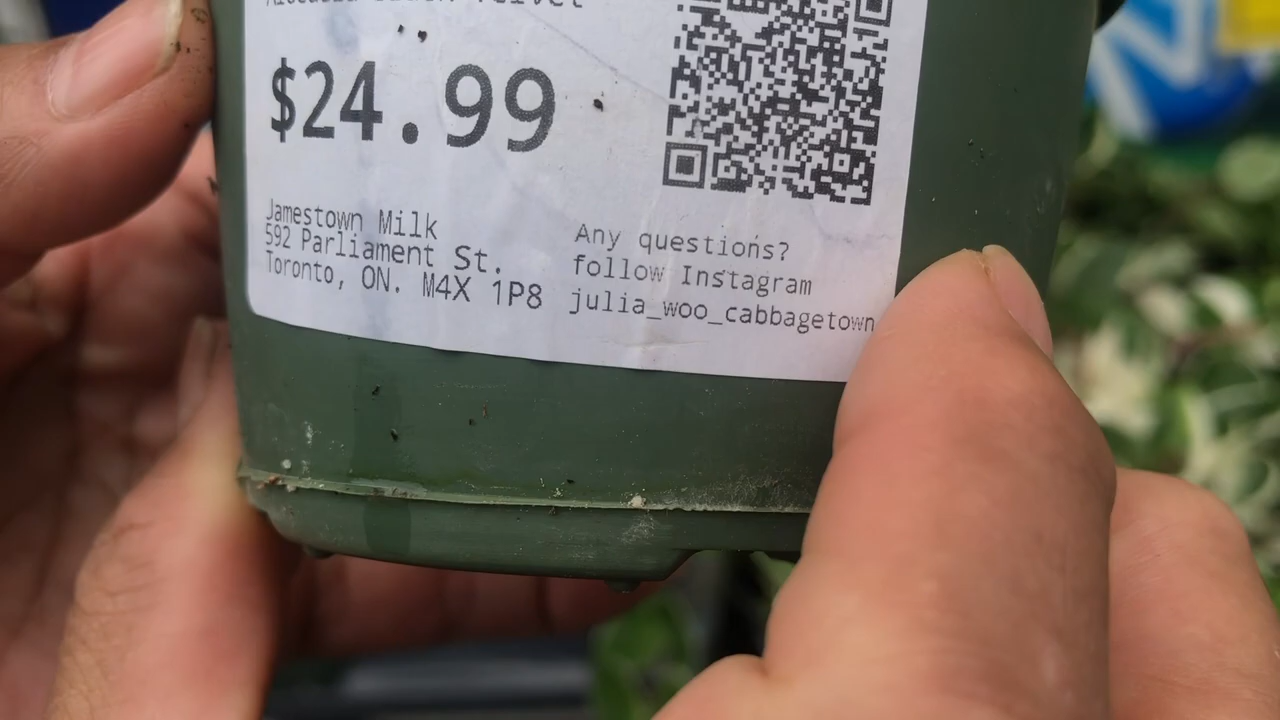 $24.99
Jamestown Milk
592 Parliament St.
Toronto, ON. M4X 1P8
Any questions?
follow Instagram
julia_woo_cabbagetown